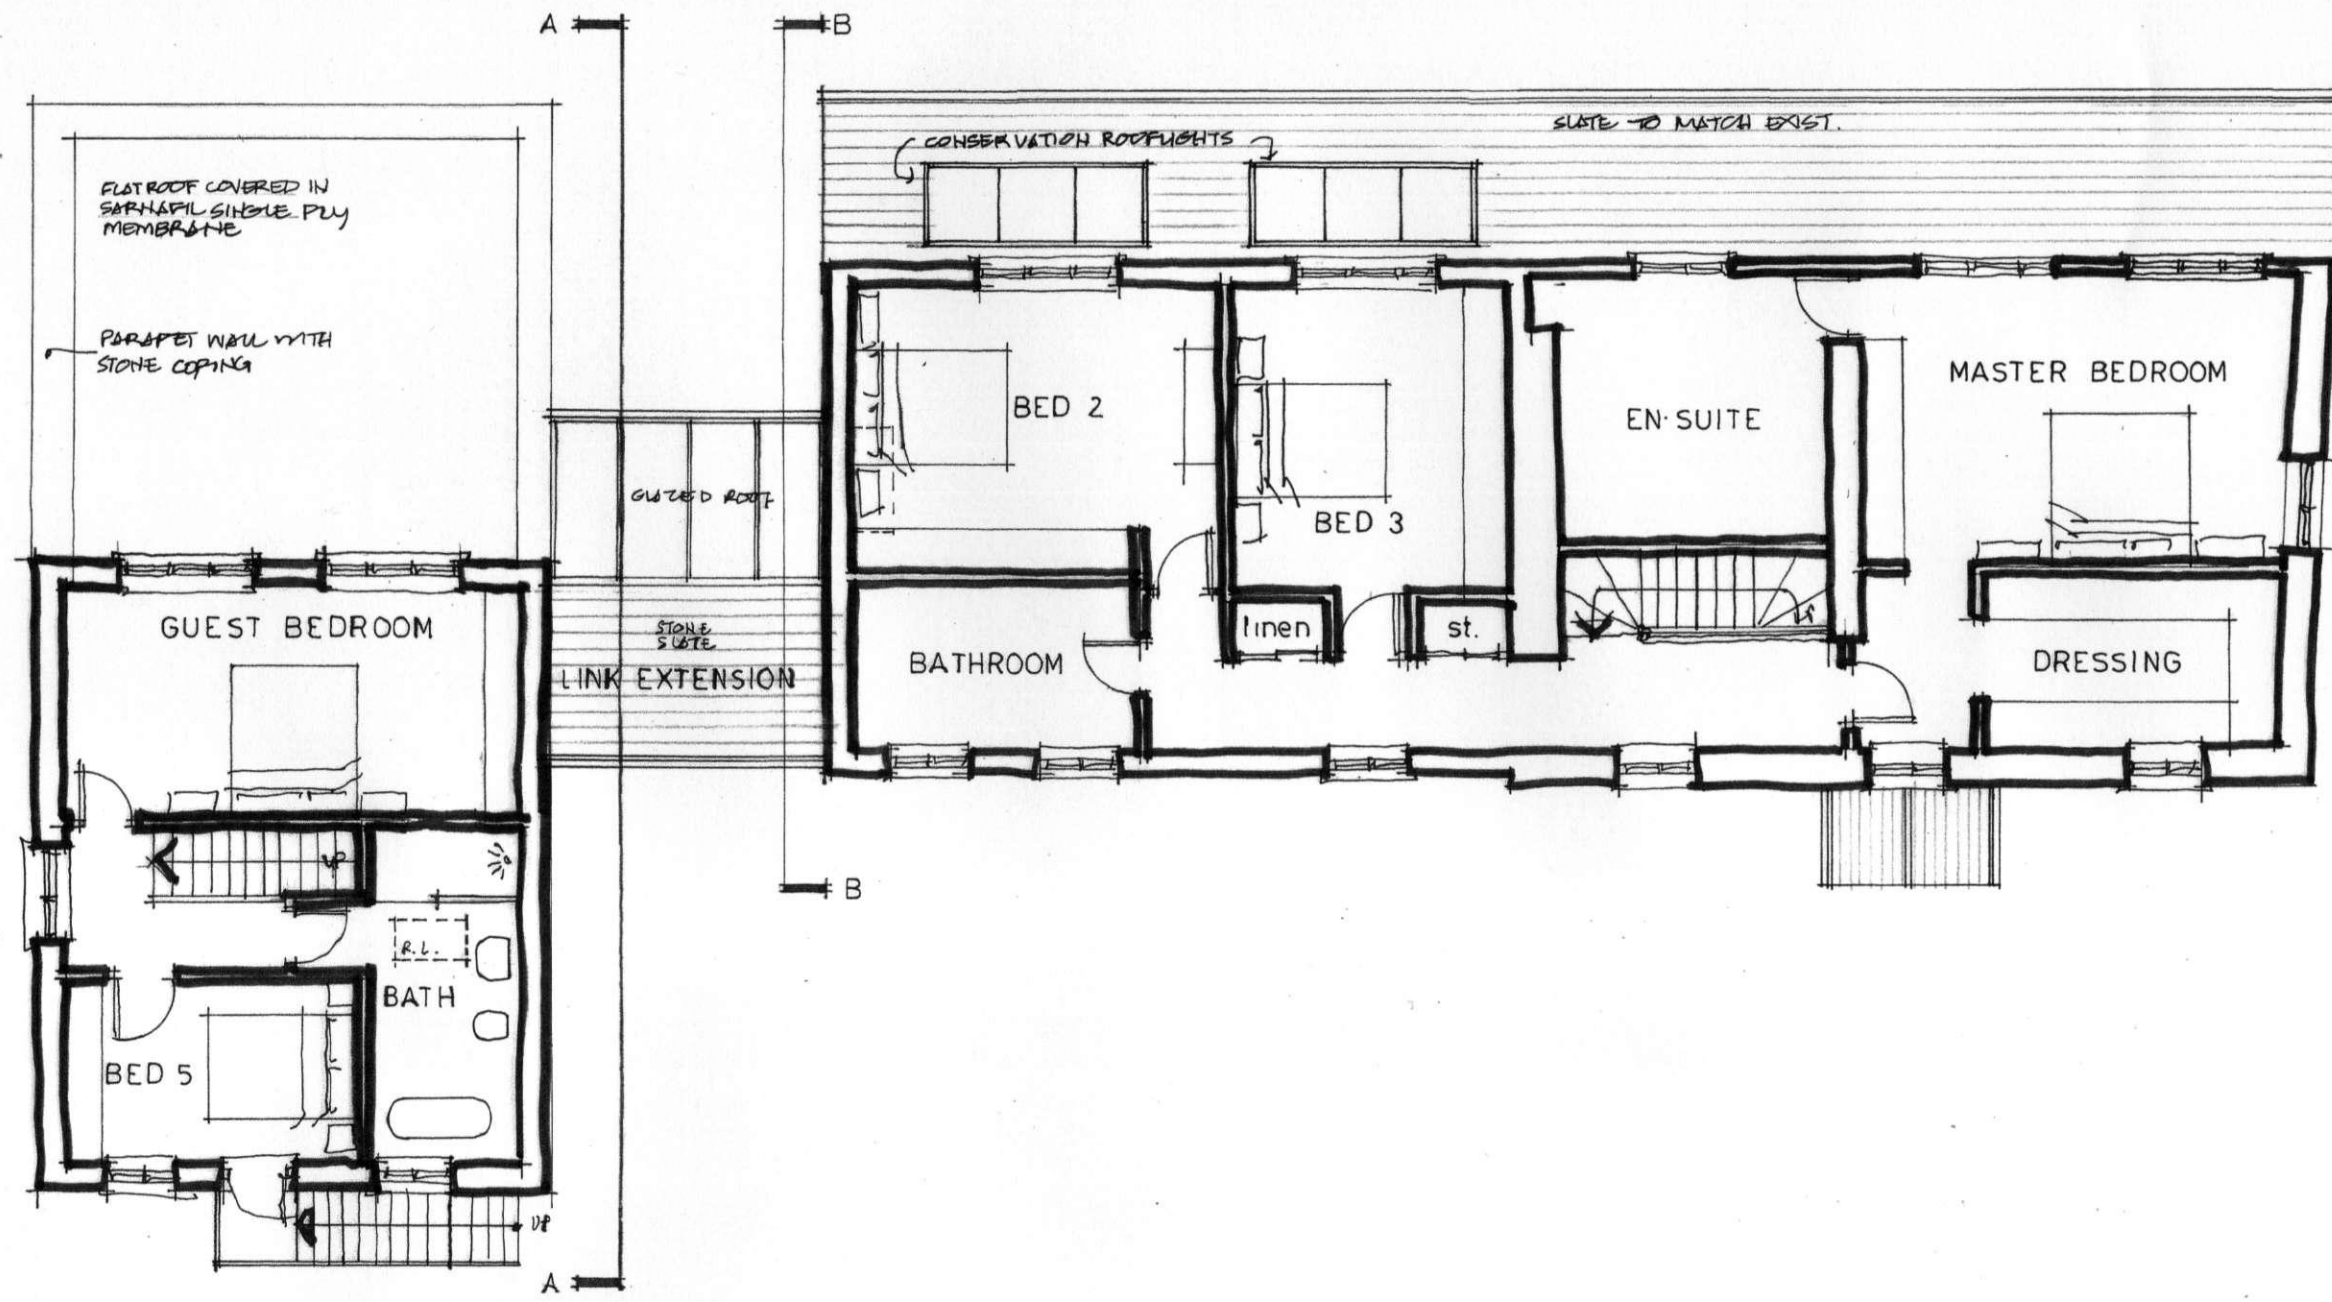 A
B
SLATE TO MATCH EXIST.
CONSERVATION ROOFLIGHTS
FLAT ROOF COVERED IN
SARNAFIL SINGLE PLY
MEMBRANE
PARAPET WALL WITH
STONE COPING
MASTER BEDROOM
BED 2
EN·SUITE
GLAZED ROOF
BED 3
GUEST BEDROOM
STONE
SLATE
LINK EXTENSION
BATHROOM
linen
st.
UP
DRESSING
UP
B
R.L.
BATH
BED 5
UP
A